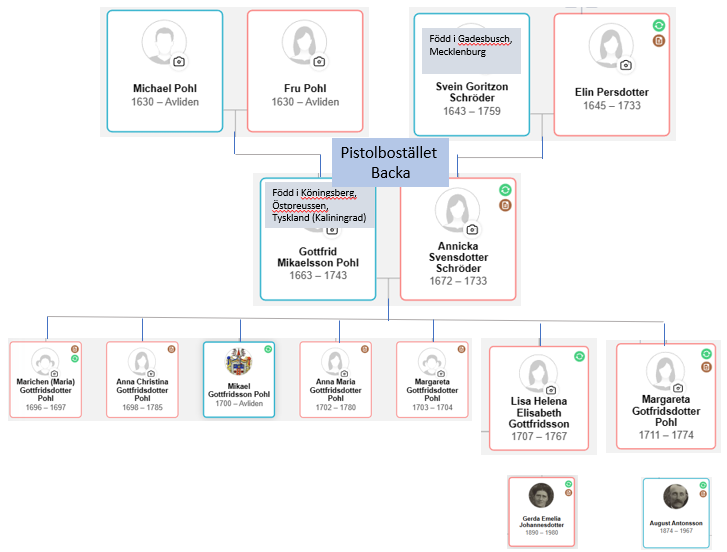 Michael Pohl
1630 – Avliden
Fru Pohl
1630 – Avliden
Född i Gadesbusch,
Mecklenburg
Svein Goritzon
Schröder
1643 – 1759
Elin Persdotter
1645 – 1733
Pistolbostället
Backa
Född i Köningsberg,
Östpreussen,
Tyskland (Kaliningrad)
Gottfrid
Mikaelsson Pohl
1663 – 1743
Annicka
Svensdotter
Schröder
1672 – 1733
Marichen (Maria)
Gottfridsdotter
Pohl
1696 – 1697
Anna Christina
Gottfridsdotter
Pohl
1698 – 1785
Mikael
Gottfridsson Pohl
1700 – Avliden
Anna Maria
Gottfridsdotter
Pohl
1702 – 1780
Margareta
Gottfridsdotter
Pohl
1703 – 1704
Lisa Helena
Elisabeth
Gottfridsson
1707 – 1767
Margareta
Gotfridsdotter
Pohl
1711 – 1774
Gerda Emelia
Johannesdotter
1890 – 1980
August Antonsson
1874 – 1967